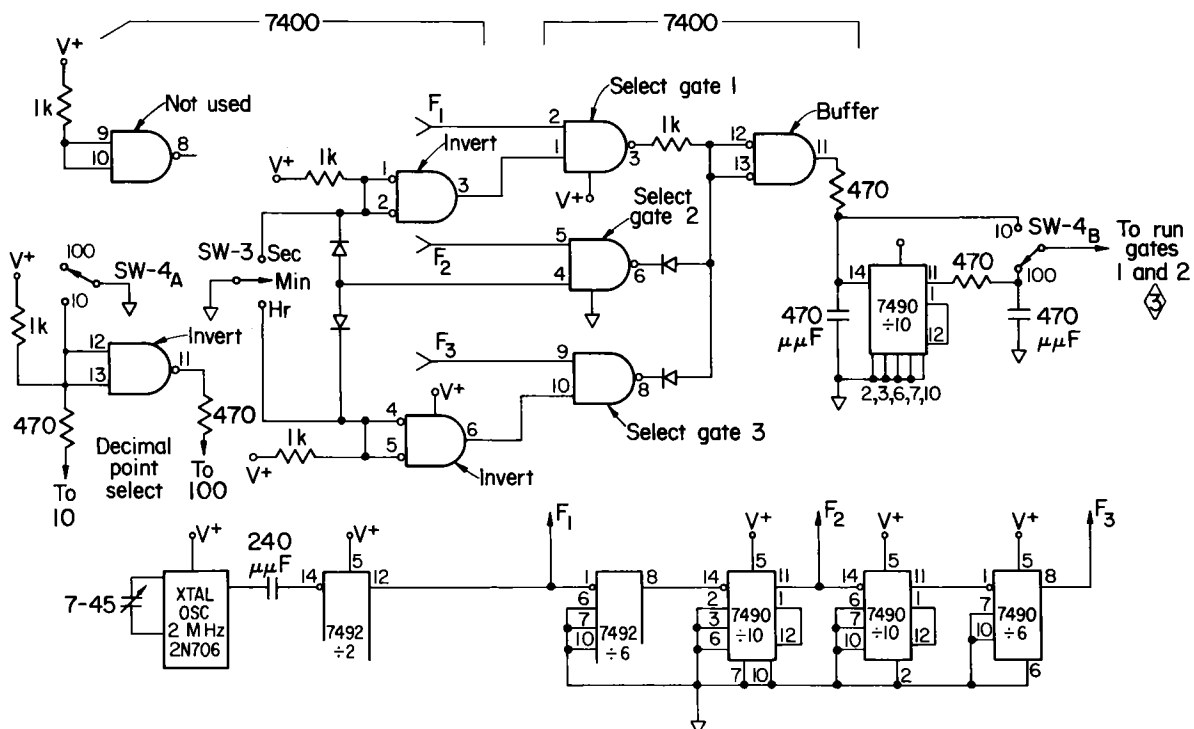 7400
7400
V+
1k
Not used
9
10
8
F1
Select gate 1
2
1
3
V+
1k
Buffer
12
13
11
470
V+
1k
Invert
1
2
3
Select
gate 2
F2
5
4
6
SW-3
Sec
Min
Hr
V+
1k
100
SW-4A
10
Invert
12
13
11
470
470
Decimal
point
select
To
10
To
100
F3
9
10
8
Select gate 3
V+
4
5
6
V+
1k
Invert
14
7490
÷10
11
1
12
2,3,6,7,10
470
μμF
470
10
SW-4B
100
470
μμF
To run
gates
1 and 2
3
7-45
V+
XTAL
OSC
2 MHz
2N706
240
μμF
V+
5
14
12
7492
÷2
F1
1
6
7
10
8
7492
÷6
V+
5
14
2
3
6
7490
÷10
11
1
12
7
10
F2
V+
5
14
6
7
10
7490
÷10
11
1
12
2
V+
5
1
7
10
7490
÷6
8
6
F3